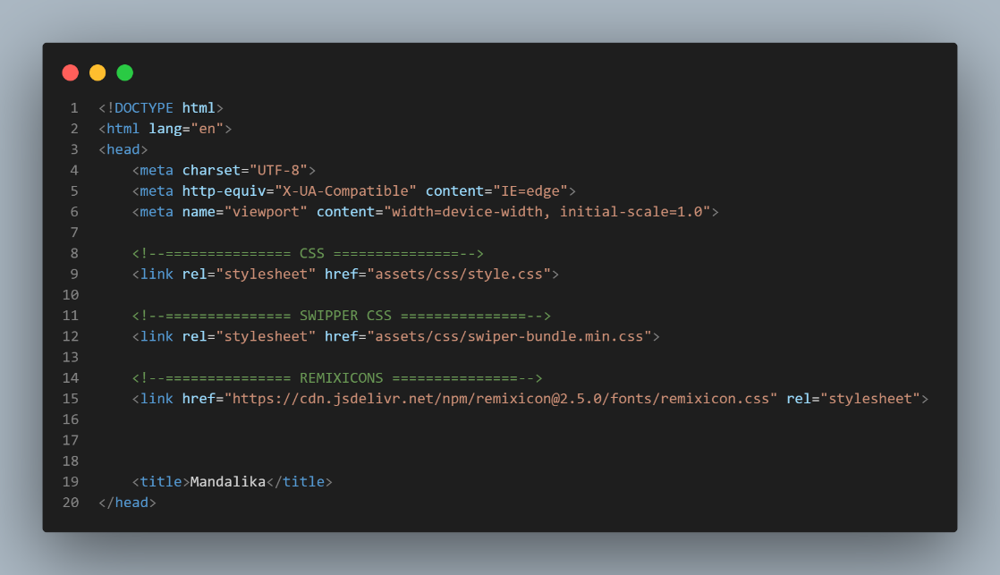 1 <!DOCTYPE html>
2 <html lang="en">
3 <head>
4     <meta charset="UTF-8">
5     <meta http-equiv="X-UA-Compatible" content="IE=edge">
6     <meta name="viewport" content="width=device-width, initial-scale=1.0">
7
8     <!--=============== CSS ===============-->
9     <link rel="stylesheet" href="assets/css/style.css">
10
11     <!--=============== SWIPPER CSS ===============-->
12     <link rel="stylesheet" href="assets/css/swiper-bundle.min.css">
13
14     <!--=============== REMIXICONS ===============-->
15     <link href="https://cdn.jsdelivr.net/npm/remixicon@2.5.0/fonts/remixicon.css" rel="stylesheet">
16
17
18
19     <title>Mandalika</title>
20 </head>